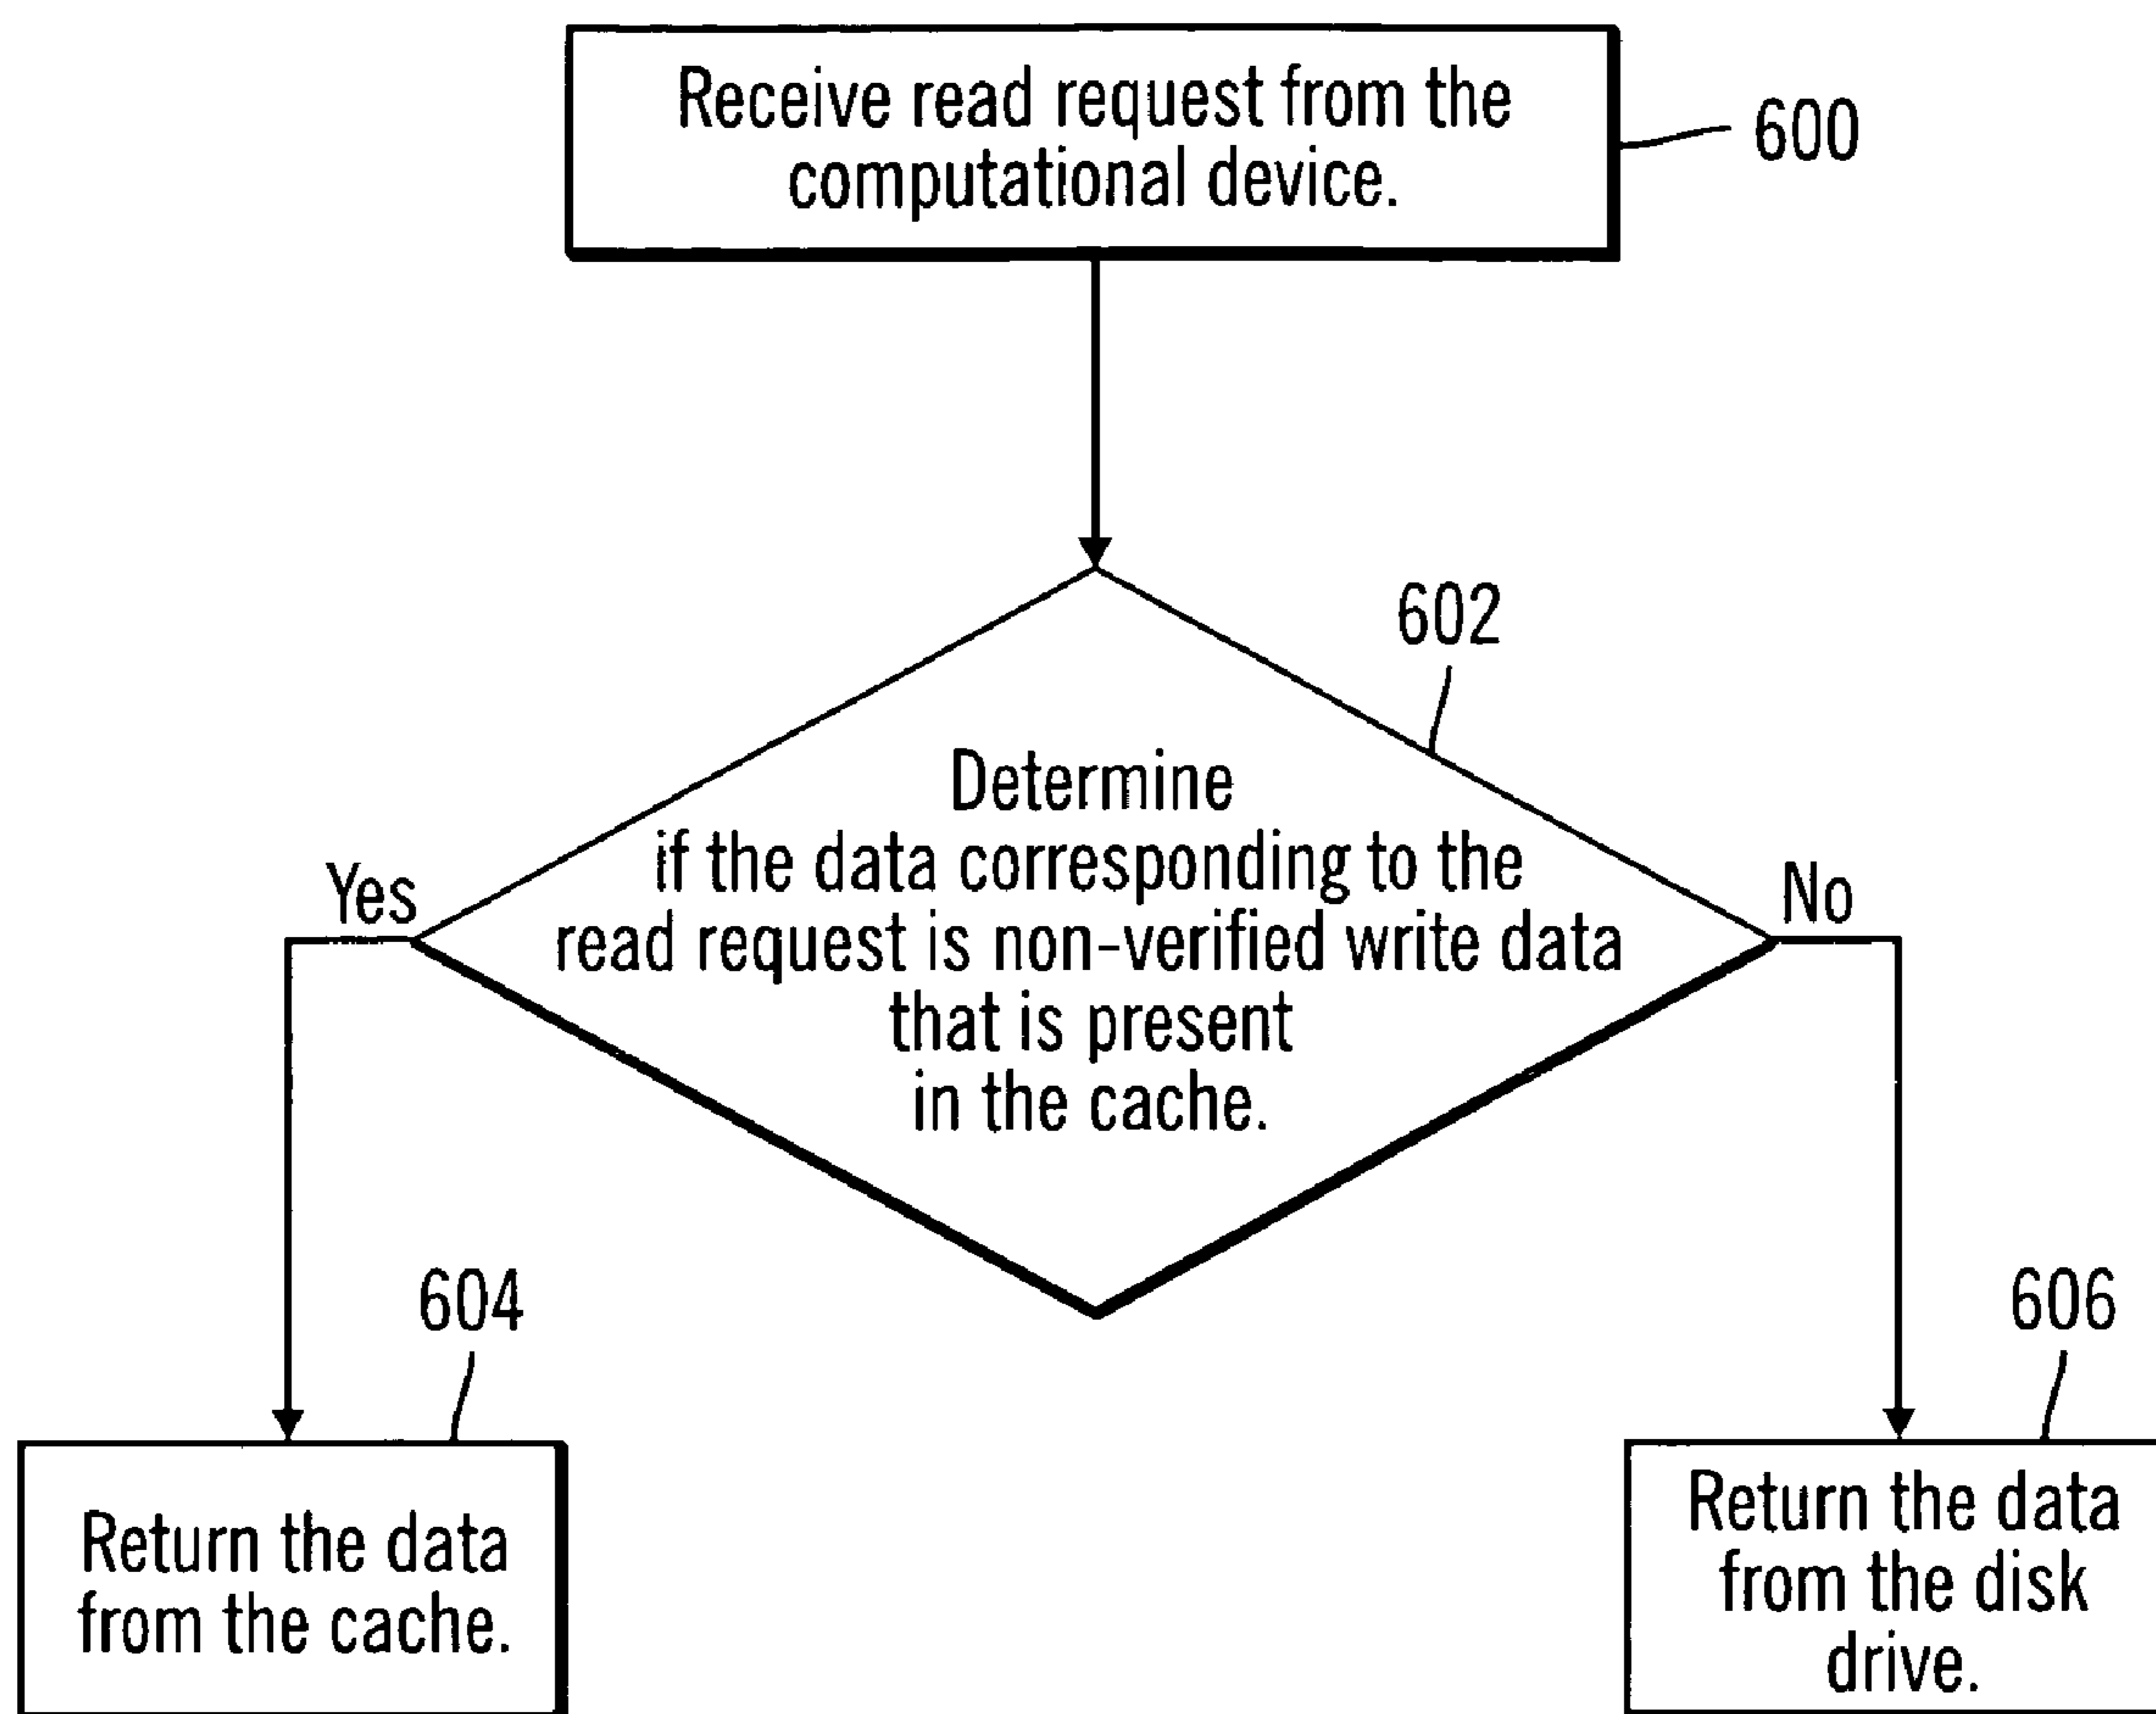 Receive read request from the
computational device.
600
602
Determine
if the data corresponding to the
read request is non-verified write data
that is present
in the cache.
Yes
No
604
606
Return the data
from the cache.
Return the data
from the disk
drive.